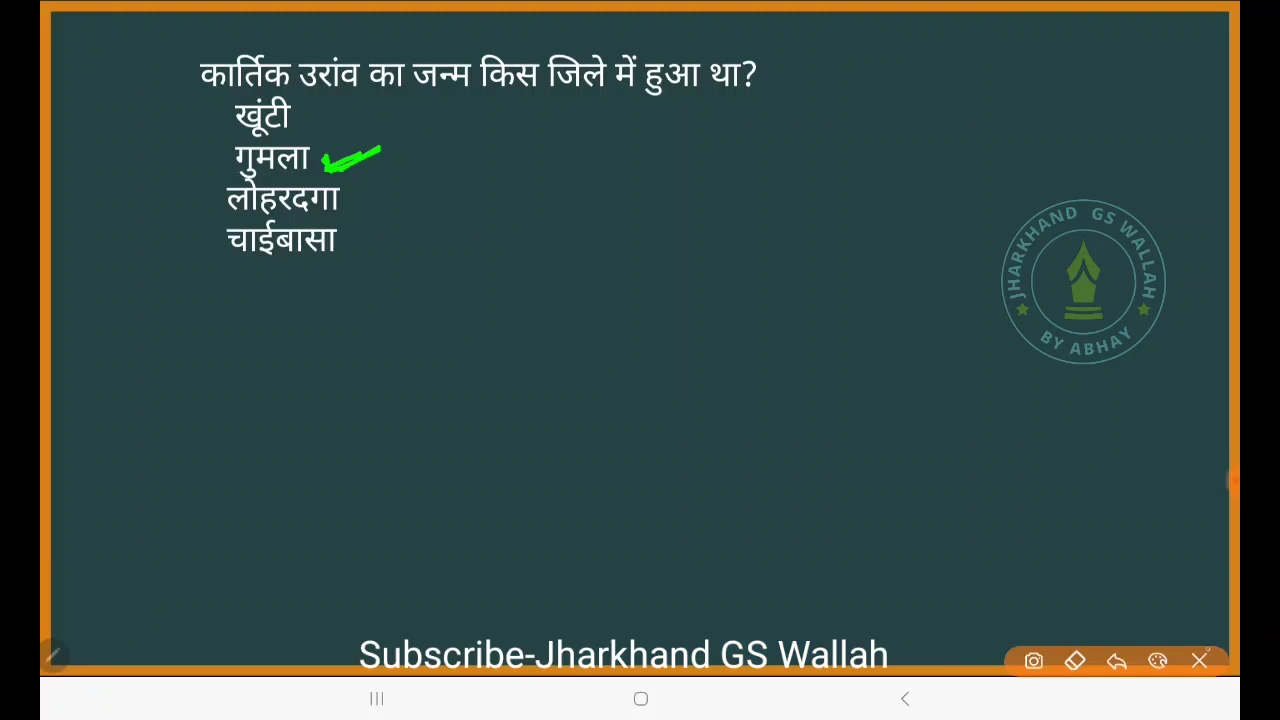 कार्तिक उरांव का जन्म किस जिले में हुआ था?
खूंटी
गुमला
लोहरदगा
चाईबासा
JHARKHAND GS WALLAH
BY ABHAY
Subscribe-Jharkhand GS Wallah